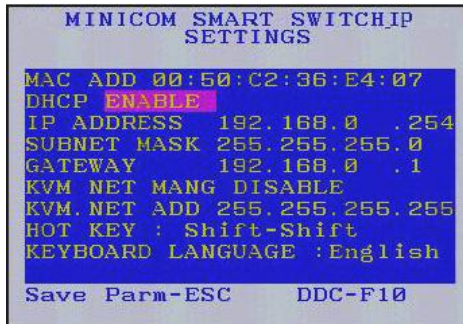 MINICOM SMART SWITCH_IP
SETTINGS
MAC ADD 00:50:C2:36:E4:07
DHCP ENABLE
IP ADDRESS 192.168.0 .254
SUBNET MASK 255.255.255.0
GATEWAY 192.168.0 .1
KVM NET MANG DISABLE
KVM.NET ADD 255.255.255.255
HOT KEY : Shift-Shift
KEYBOARD LANGUAGE :English
Save Parm-ESC DDC-F10